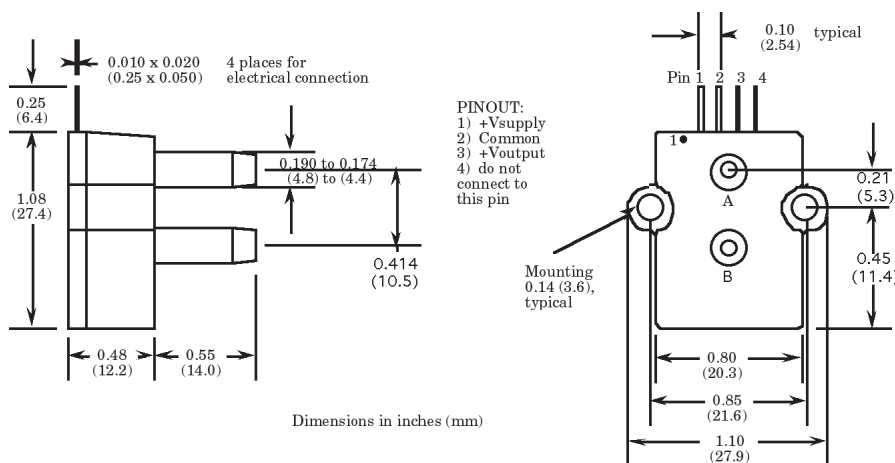 0.010 x 0.020
(0.25 x 0.050)
4 places for
electrical connection
0.25
(6.4)
1.08
(27.4)
0.190 to 0.174
(4.8) to (4.4)
0.414
(10.5)
0.48
(12.2)
0.55
(14.0)
Dimensions in inches (mm)
PINOUT:
1) +Vsupply
2) Common
3) +Voutput
4) do not
connect to
this pin
0.10
(2.54)
typical
Pin 1 2 3 4
1
A
B
Mounting
0.14 (3.6),
typical
0.21
(5.3)
0.45
(11.4)
0.80
(20.3)
0.85
(21.6)
1.10
(27.9)